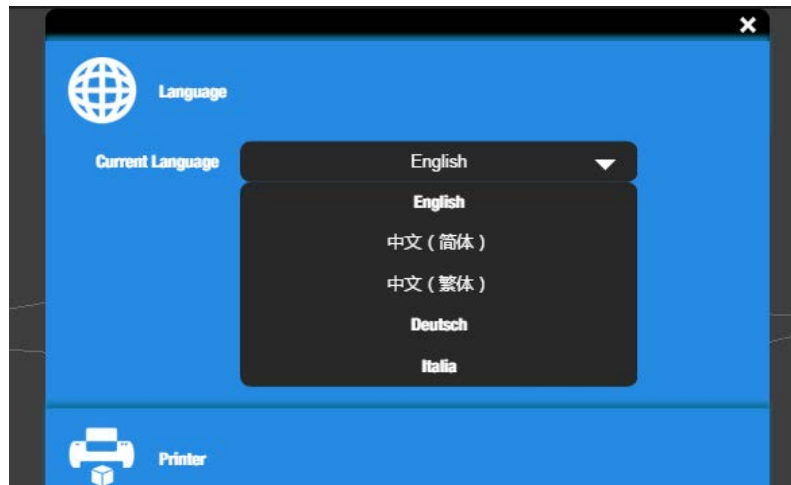 Language
Current Language English
English
中文 ( 简体 )
中文 ( 繁体 )
Deutsch
Italia
Printer